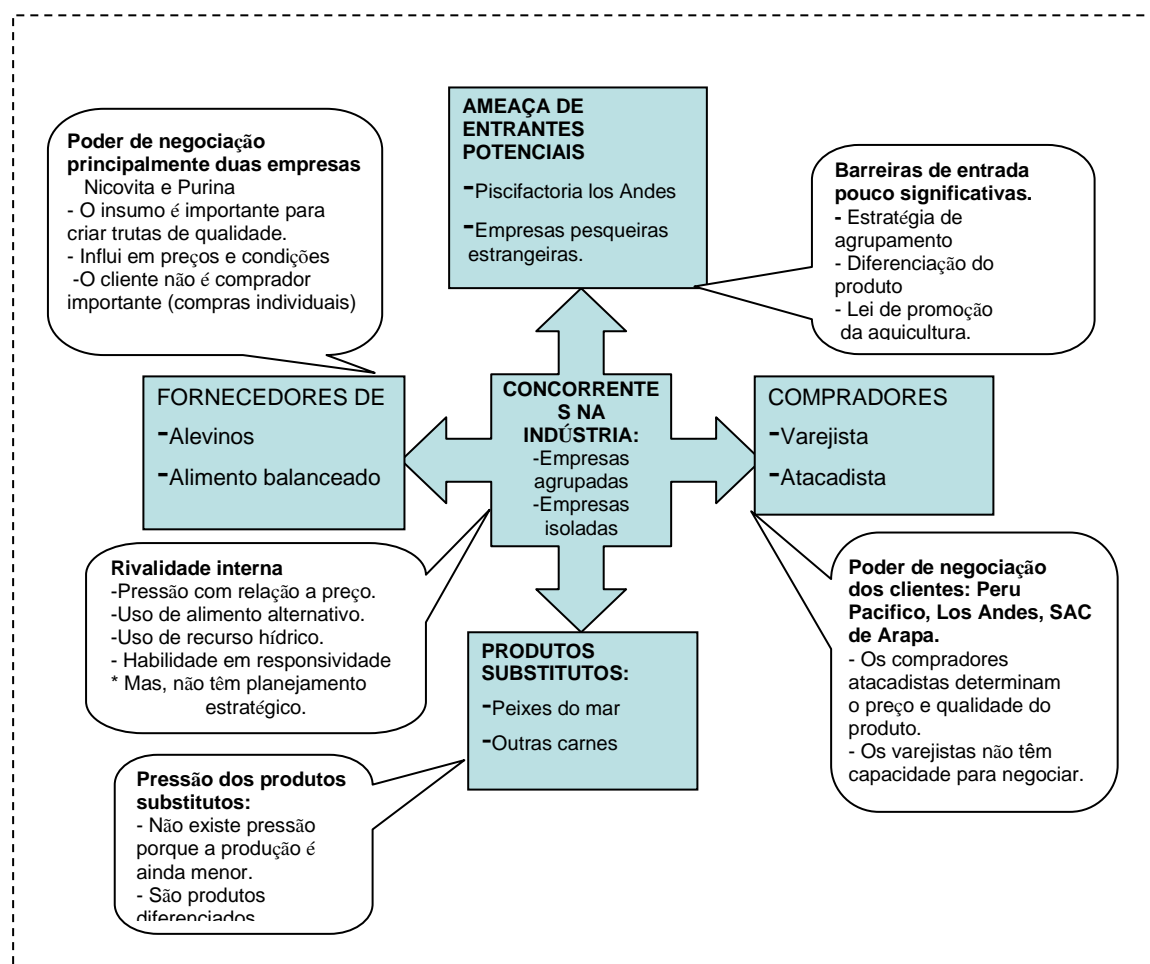 AMEAÇA DE
ENTRANTES
POTENCIAIS
-Piscifactoria los Andes
-Empresas pesqueiras
estrangeiras.
Poder de negociação
principalmente duas empresas
Nicovita e Purina
- O insumo é importante para
criar trutas de qualidade.
- Influi em preços e condições
-O cliente não é comprador
importante (compras individuais)
Barreiras de entrada
pouco significativas.
- Estratégia de
agrupamento
- Diferenciação do
produto
- Lei de promoção
da aquicultura.
FORNECEDORES DE
-Alevinos
-Alimento balanceado
CONCORRENTE
S NA
INDÚSTRIA:
-Empresas
agrupadas
-Empresas
isoladas
COMPRADORES
-Varejista
-Atacadista
Rivalidade interna
-Pressão com relação a preço.
-Uso de alimento alternativo.
-Uso de recurso hídrico.
- Habilidade em responsividade
* Mas, não têm planejamento
estratégico.
Poder de negociação
dos clientes: Peru
Pacifico, Los Andes, SAC
de Arapa.
- Os compradores
atacadistas determinam
o preço e qualidade do
produto.
- Os varejistas não têm
capacidade para negociar.
PRODUTOS
SUBSTITUTOS:
-Peixes do mar
-Outras carnes
Pressão dos produtos
substitutos:
- Não existe pressão
porque a produção é
ainda menor.
- São produtos
diferenciados